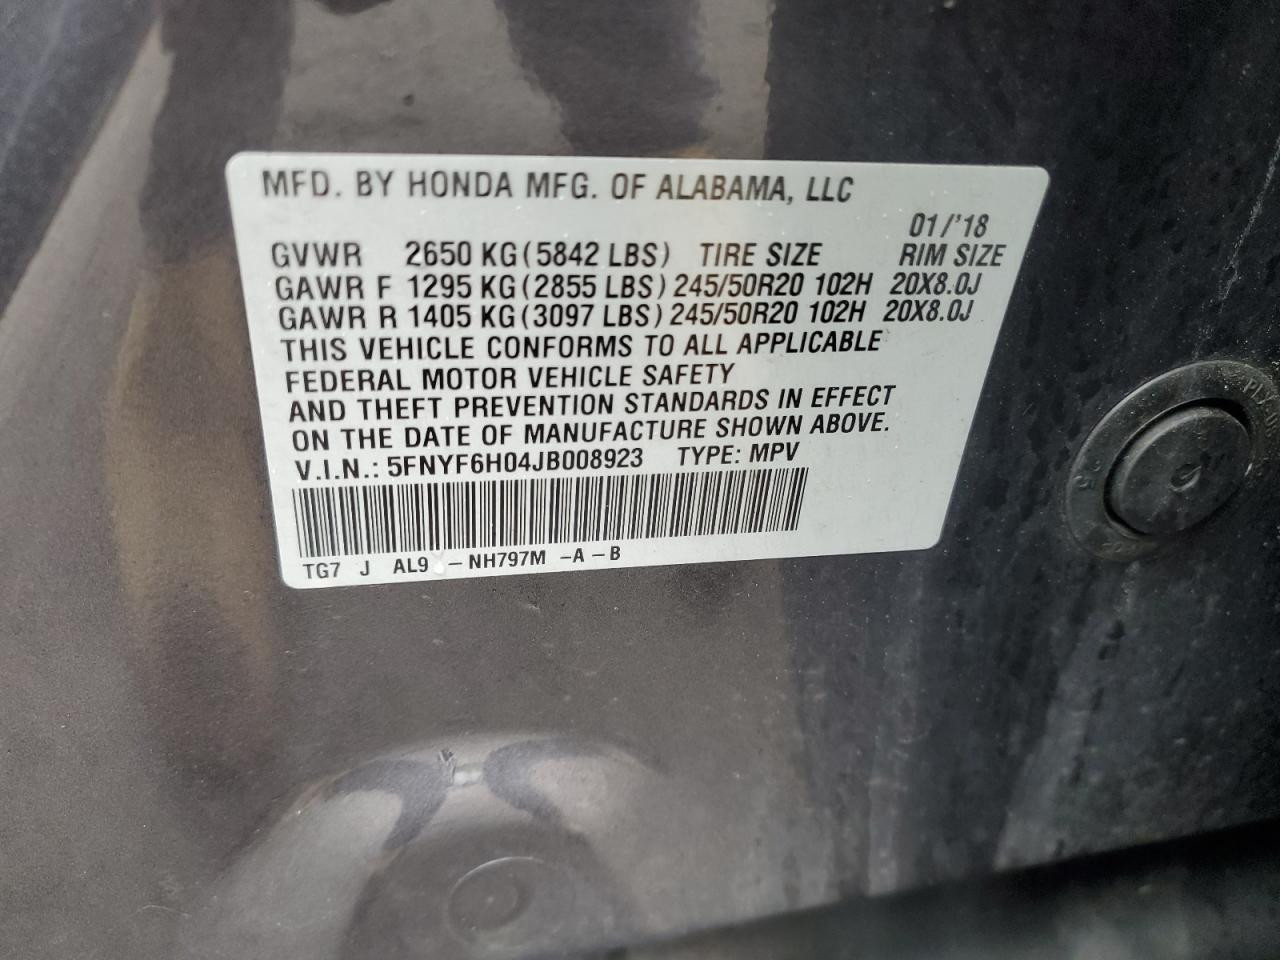 MFD. BY HONDA MFG. OF ALABAMA, LLC
01/'18
GVWR 2650 KG (5842 LBS) TIRE SIZE RIM SIZE
GAWR F 1295 KG (2855 LBS) 245/50R20 102H 20X8.0J
GAWR R 1405 KG (3097 LBS) 245/50R20 102H 20X8.0J
THIS VEHICLE CONFORMS TO ALL APPLICABLE
FEDERAL MOTOR VEHICLE SAFETY
AND THEFT PREVENTION STANDARDS IN EFFECT
ON THE DATE OF MANUFACTURE SHOWN ABOVE.
V.I.N.: 5FNYF6H04JB008923 TYPE: MPV
TG7 J AL9 - NH797M -A -B